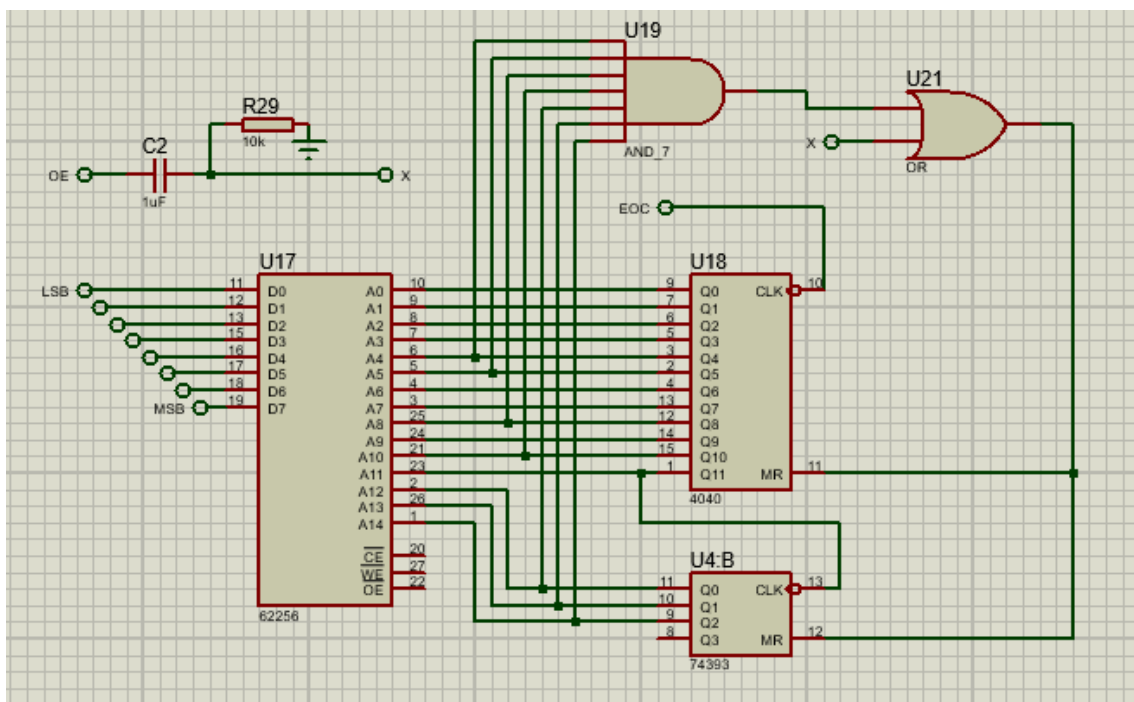 U19
AND_7
U21
X
OR
R29
10k
C2
OE
1uF
X
EOC
U17
LSB
MSB
11 D0 A0 10
12 D1 A1 9
13 D2 A2 8
15 D3 A3 7
16 D4 A4 6
17 D5 A5 5
18 D6 A6 4
19 D7 A7 3
A8 25
A9 24
A10 21
A11 23
A12 2
A13 26
A14 1
CE 20
WE 27
OE 22
62256
U18
9 Q0 CLK 10
7 Q1
6 Q2
5 Q3
3 Q4
2 Q5
4 Q6
13 Q7
12 Q8
14 Q9
15 Q10
1 Q11 MR 11
4040
U4:B
11 Q0 CLK 13
10 Q1
9 Q2
8 Q3 MR 12
74393